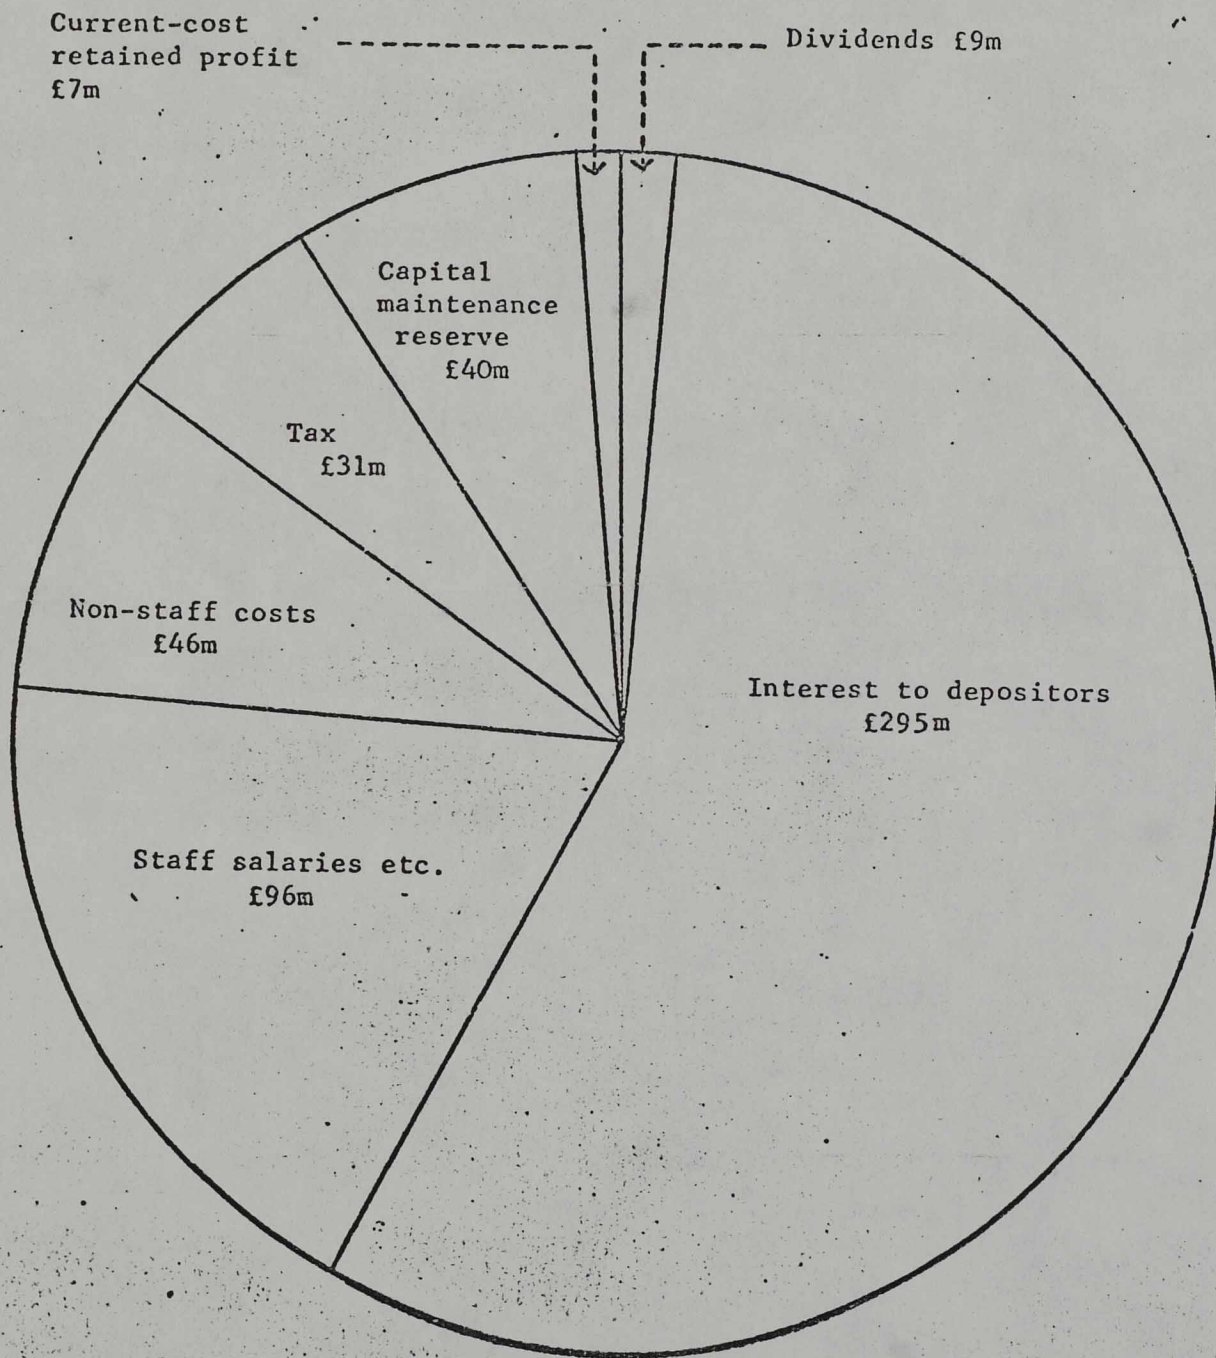 Current-cost
retained profit
£7m
Dividends £9m
Capital
maintenance
reserve
£40m
Tax
£31m
Non-staff costs
£46m
Interest to depositors
£295m
Staff salaries etc.
£96m